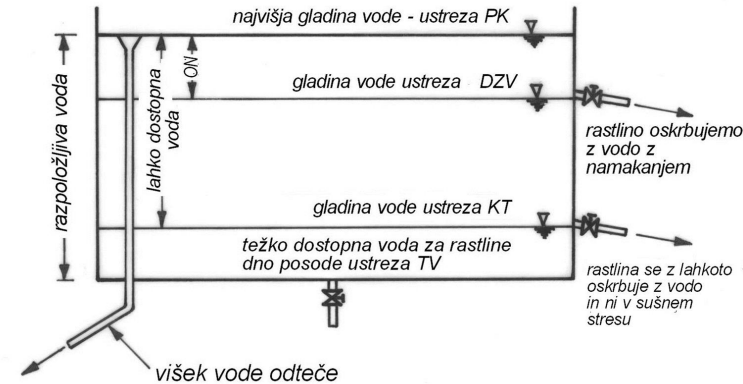 najvišja gladina vode - ustreza PK
gladina vode ustreza DZV
ON
razpoložljiva voda
lahko dostopna
voda
rastlino oskrbujemo
z vodo z
namakanjem
gladina vode ustreza KT
težko dostopna voda za rastline
dno posode ustreza TV
rastlina se z lahkoto
oskrbuje z vodo
in ni v sušnem
stresu
višek vode odteče